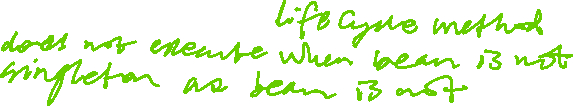 life cycle method
does not execute when bean is not
singleton as bean is not